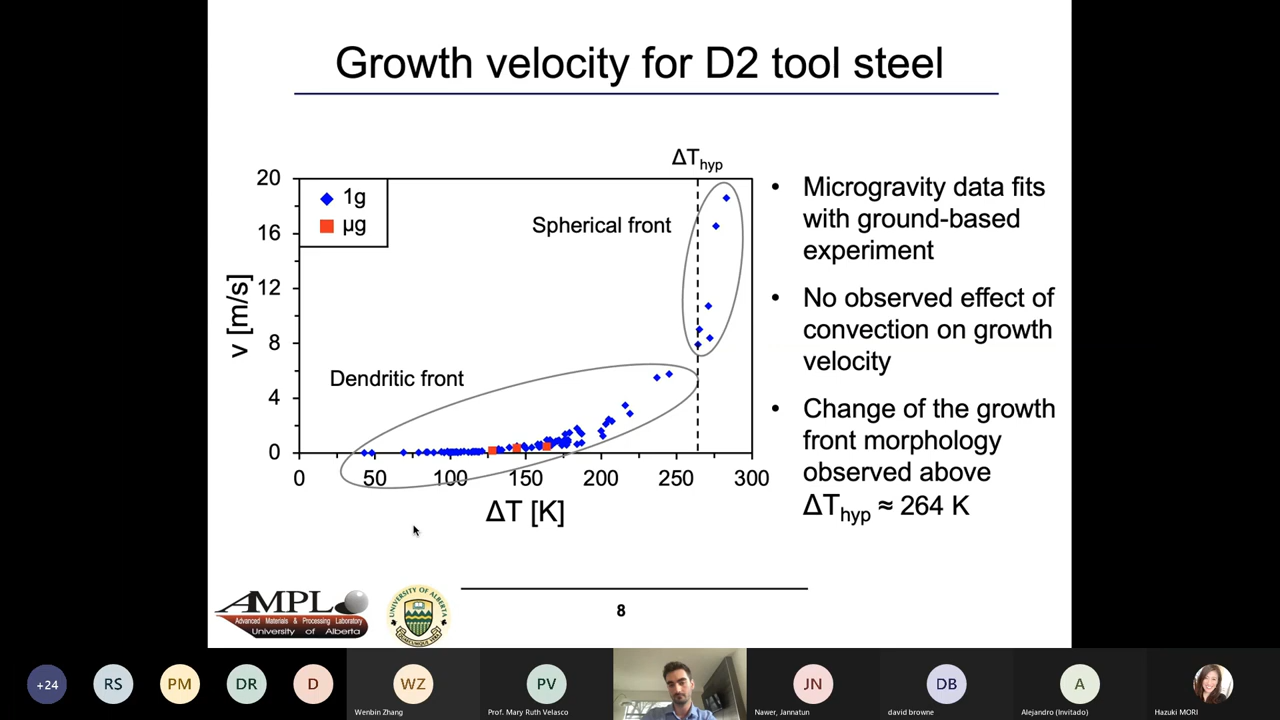 Growth velocity for D2 tool steel
ΔThyp
20
16
12
8
4
0
v [m/s]
1g
µg
Spherical front
Dendritic front
0 50 100 150 200 250 300
ΔT [K]
• Microgravity data fits
with ground-based
experiment
• No observed effect of
convection on growth
velocity
• Change of the growth
front morphology
observed above
ΔThyp ≈ 264 K
AMPL
Advanced Materials & Processing Laboratory
University of Alberta
UNIVERSITY OF ALBERTA
8
+24
RS
PM
DR
D
WZ
Wenbin Zhang
PV
Prof. Mary Ruth Velasco
JN
Nawer, Jannatun
DB
david browne
A
Alejandro (Invitado)
Hazuki MORI